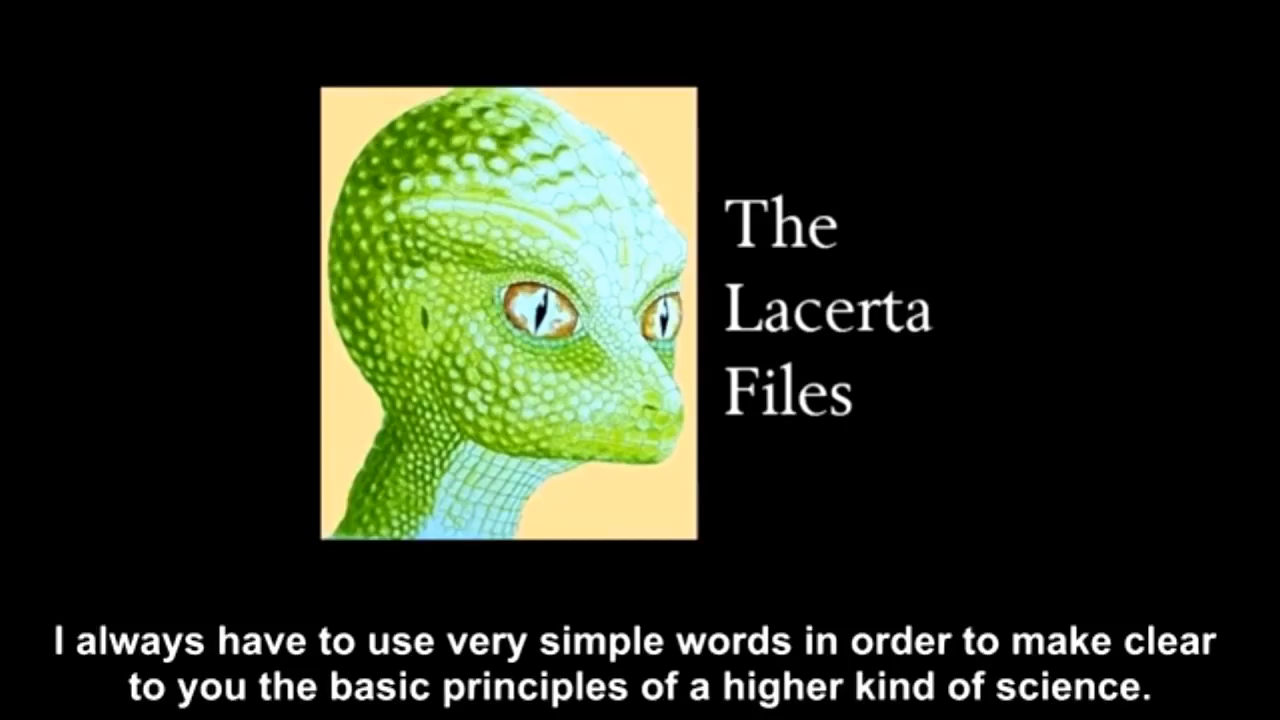 The
Lacerta
Files
I always have to use very simple words in order to make clear
to you the basic principles of a higher kind of science.